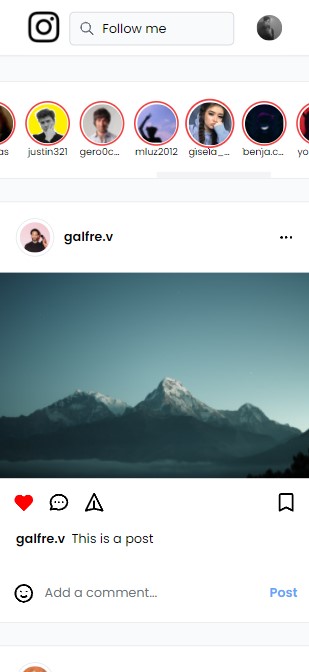 Follow me
as justin321 gero0c... mluz2012 gisela_... benja.c... yo
galfre.v
galfre.v This is a post
Add a comment... Post